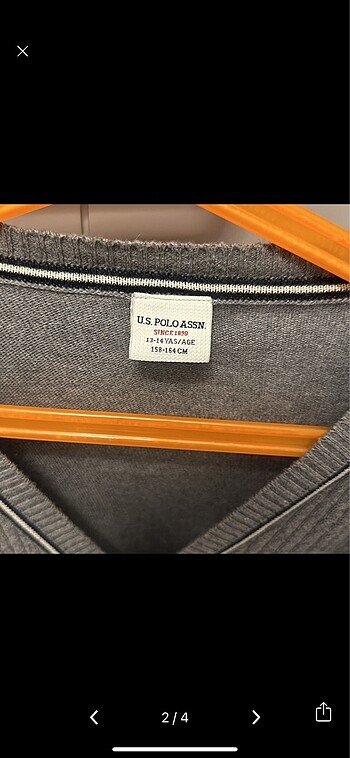 U.S. POLO ASSN.
SINCE 1890
13-14 YAŞ/AGE
158-164 CM
2/4